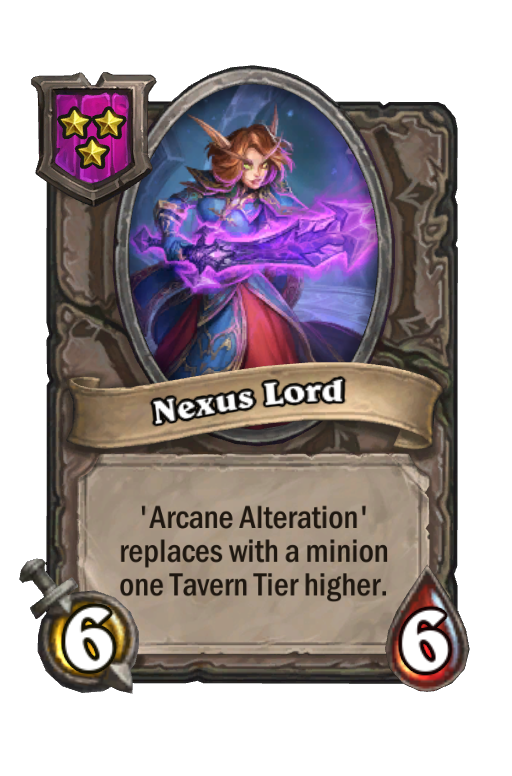 Nexus Lord
'Arcane Alteration'
replaces with a minion
one Tavern Tier higher.
6
6